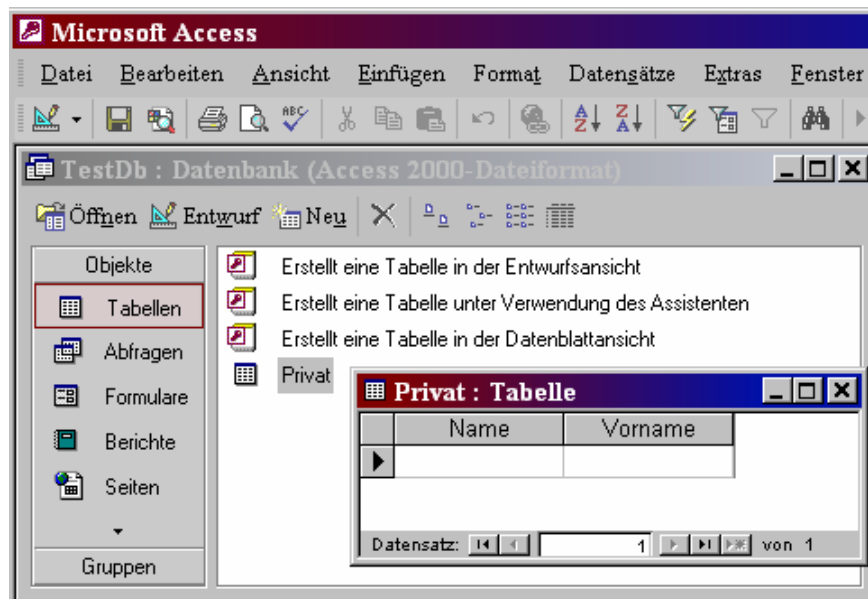 Microsoft Access
Datei Bearbeiten Ansicht Einfügen Format Datensätze Extras Fenster
ABC A Z Z A
TestDb : Datenbank (Access 2000-Dateiformat)
Öffnen Entwurf Neu
Objekte
Tabellen
Abfragen
Formulare
Berichte
Seiten
Gruppen
Erstellt eine Tabelle in der Entwurfsansicht
Erstellt eine Tabelle unter Verwendung des Assistenten
Erstellt eine Tabelle in der Datenblattansicht
Privat
Privat : Tabelle
Name Vorname
Datensatz: 1 von 1